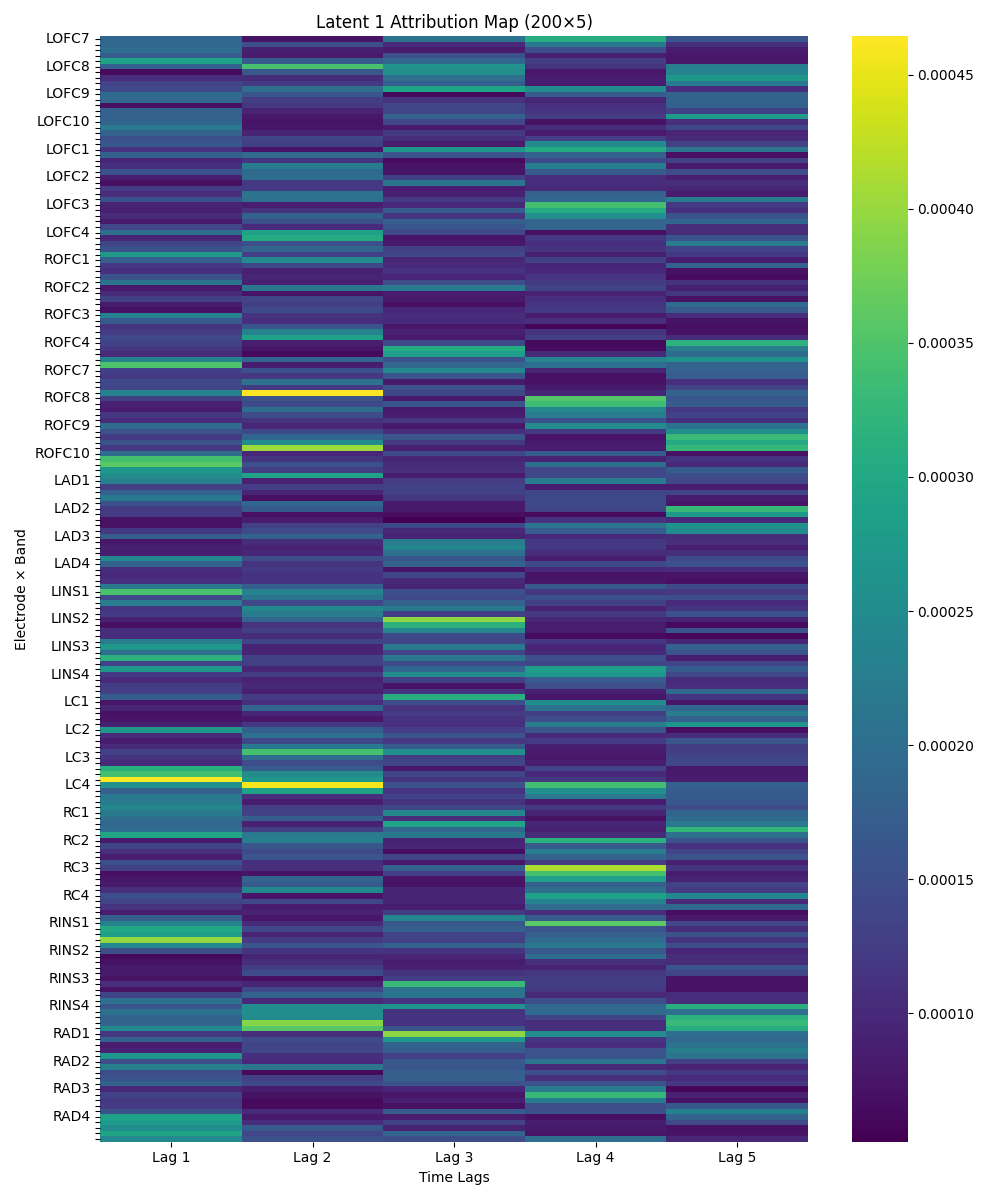 Latent 1 Attribution Map (200×5)
LOFC7
LOFC8
LOFC9
LOFC10
LOFC1
LOFC2
LOFC3
LOFC4
ROFC1
ROFC2
ROFC3
ROFC4
ROFC7
ROFC8
ROFC9
ROFC10
LAD1
LAD2
LAD3
LAD4
LINS1
LINS2
LINS3
LINS4
LC1
LC2
LC3
LC4
RC1
RC2
RC3
RC4
RINS1
RINS2
RINS3
RINS4
RAD1
RAD2
RAD3
RAD4
Electrode × Band
Lag 1 Lag 2 Lag 3 Lag 4 Lag 5
Time Lags
0.00045
0.00040
0.00035
0.00030
0.00025
0.00020
0.00015
0.00010